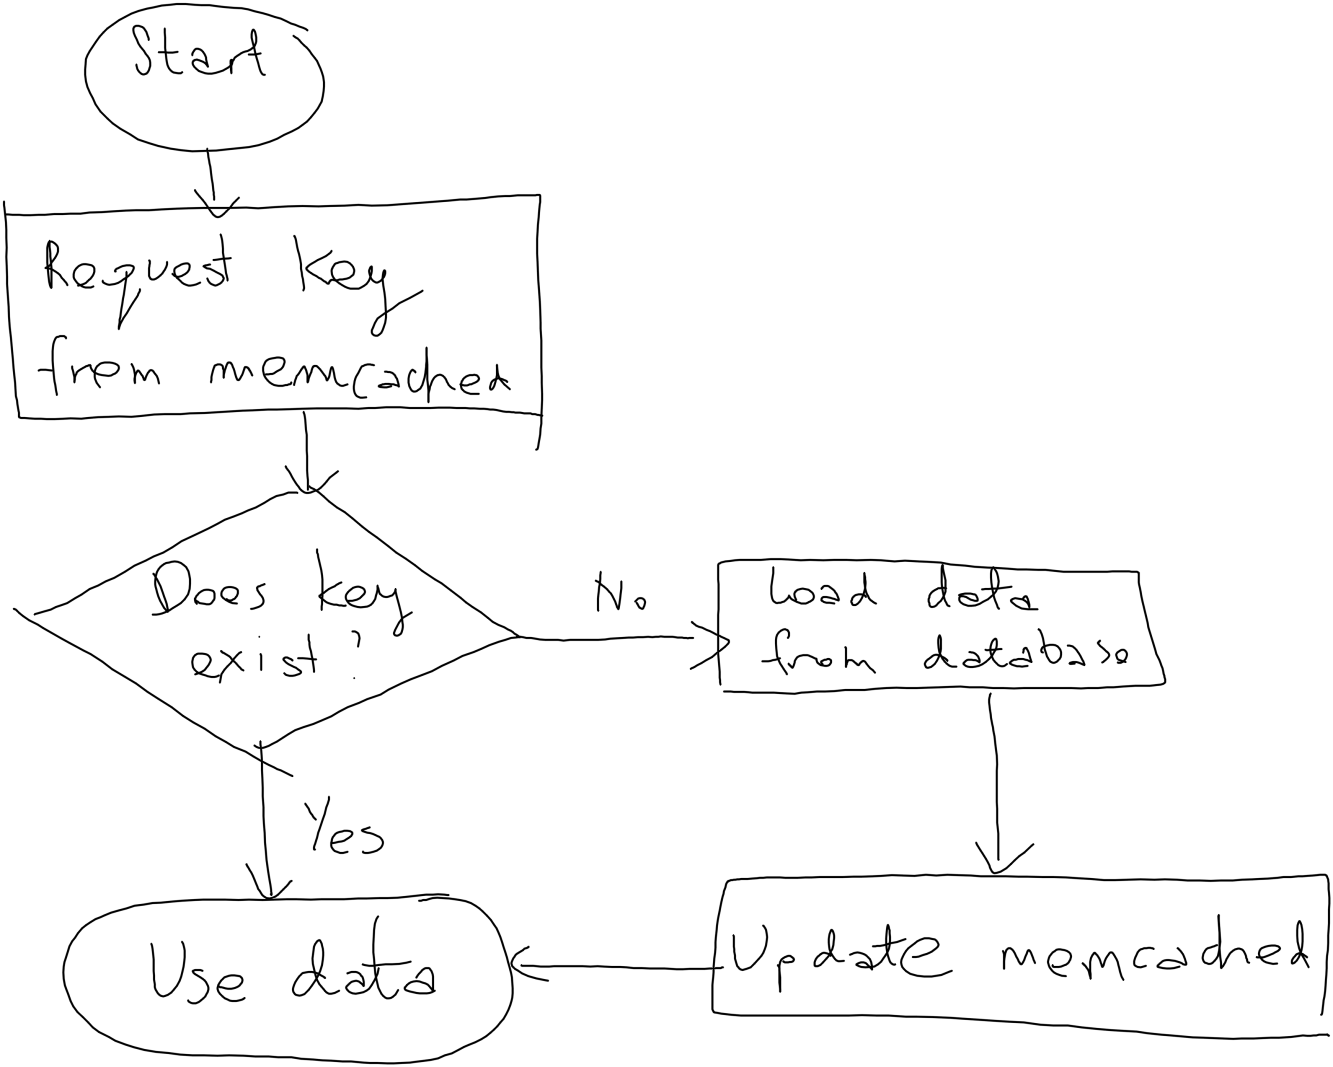 Start
Request key
from memcached
Does key
exist?
No
Load data
from database
Yes
Use data
Update memcached